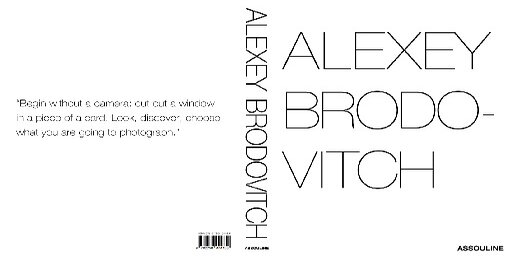 "Begin without a camera: cut out a window
in a piece of a card. Look, discover, choose
what you are going to photograph."
ALEXEY BRODOVITCH
ASSOULINE
ALEXEY
BRODO-
VITCH
ASSOULINE